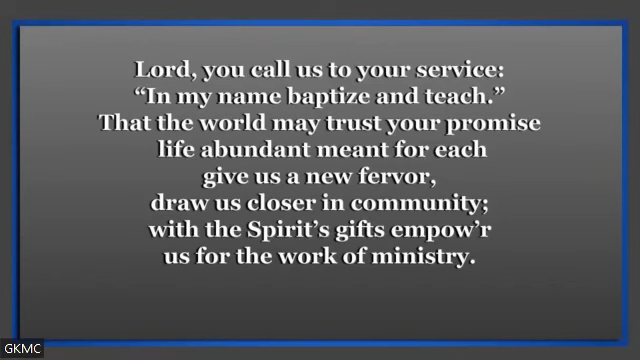 Lord, you call us to your service:
“In my name baptize and teach.”
That the world may trust your promise
life abundant meant for each
give us a new fervor,
draw us closer in community;
with the Spirit’s gifts empow’r
us for the work of ministry.
GKMC